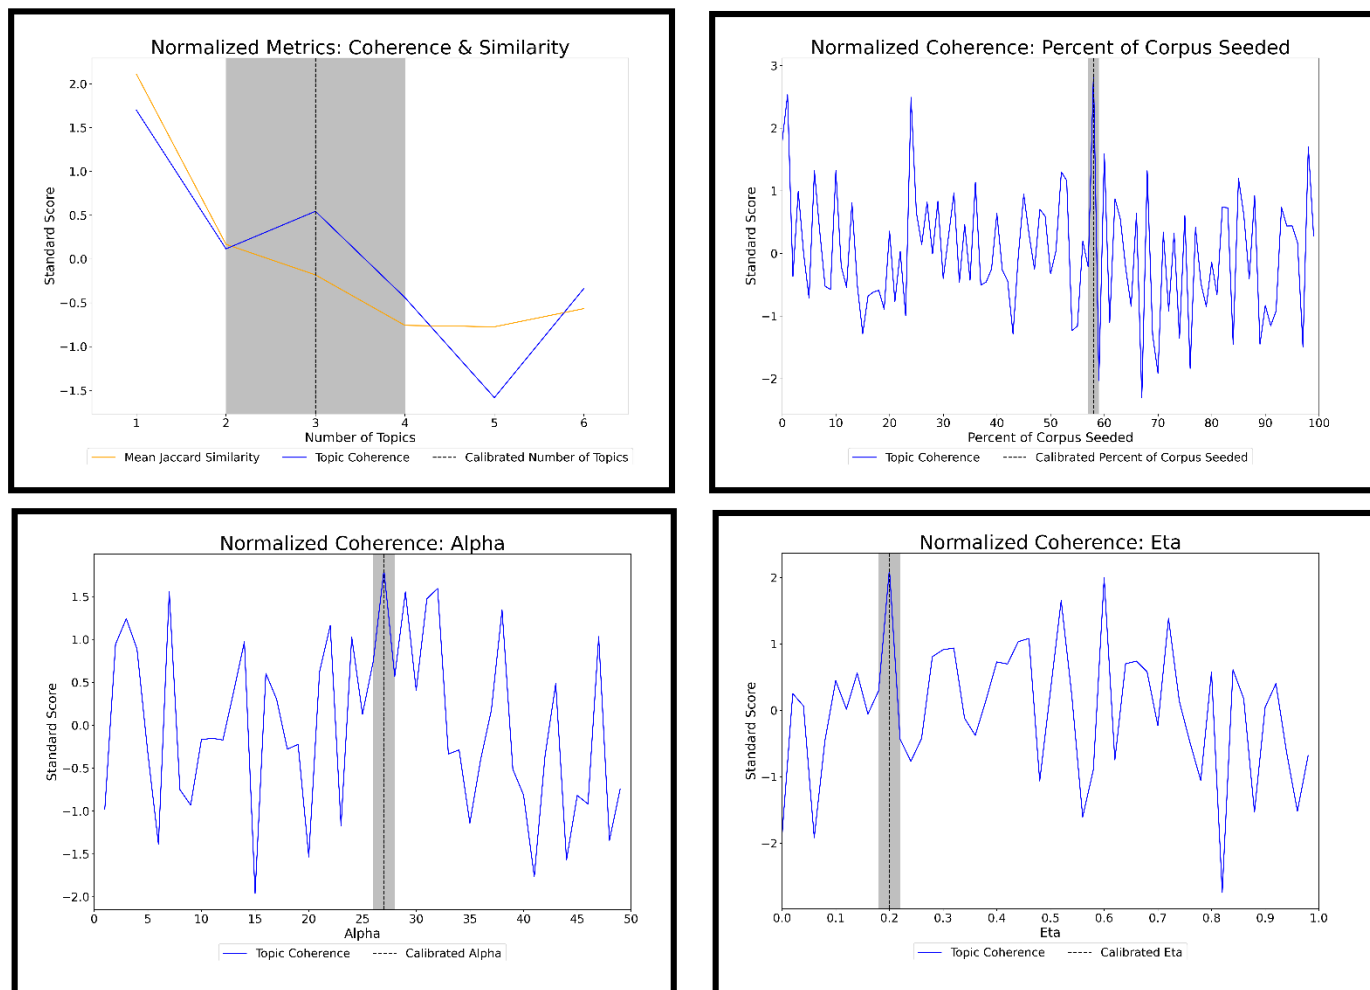 Normalized Metrics: Coherence & Similarity
Standard Score
2.0
1.5
1.0
0.5
0.0
−0.5
−1.0
−1.5
1 2 3 4 5 6
Number of Topics
Mean Jaccard Similarity Topic Coherence Calibrated Number of Topics
Normalized Coherence: Percent of Corpus Seeded
Standard Score
3
2
1
0
−1
−2
0 10 20 30 40 50 60 70 80 90 100
Percent of Corpus Seeded
Topic Coherence Calibrated Percent of Corpus Seeded
Normalized Coherence: Alpha
Standard Score
1.5
1.0
0.5
0.0
−0.5
−1.0
−1.5
−2.0
0 5 10 15 20 25 30 35 40 45 50
Alpha
Topic Coherence Calibrated Alpha
Normalized Coherence: Eta
Standard Score
2
1
0
−1
−2
0.0 0.1 0.2 0.3 0.4 0.5 0.6 0.7 0.8 0.9 1.0
Eta
Topic Coherence Calibrated Eta